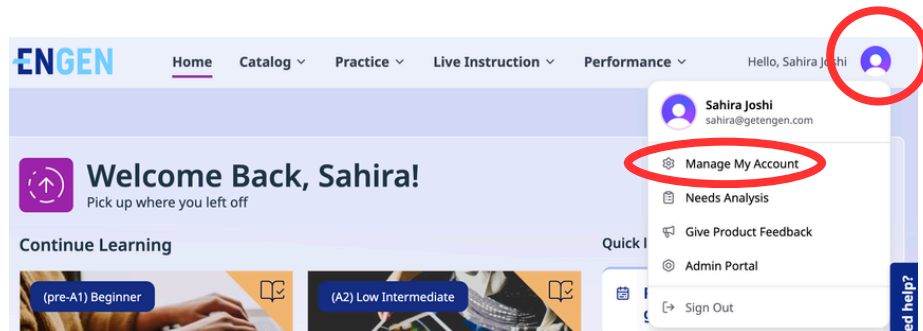 ENGEN
Home Catalog Practice Live Instruction Performance Hello, Sahira Joshi
Sahira Joshi
sahira@getengen.com
Manage My Account
Needs Analysis
Give Product Feedback
Admin Portal
Sign Out
Welcome Back, Sahira!
Pick up where you left off
Continue Learning
Quick
(pre-A1) Beginner
(A2) Low Intermediate
help?